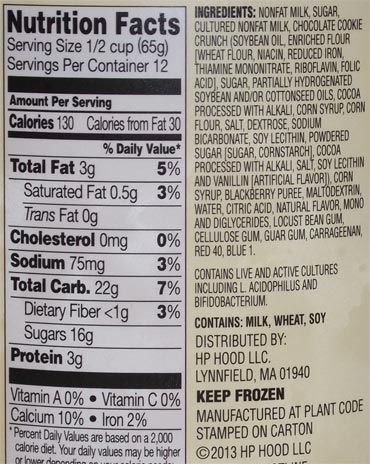 Nutrition Facts
Serving Size 1/2 cup (65g)
Servings Per Container 12
Amount Per Serving
Calories 130 Calories from Fat 30
% Daily Value*
Total Fat 3g 5%
Saturated Fat 0.5g 3%
Trans Fat 0g
Cholesterol 0mg 0%
Sodium 75mg 3%
Total Carb. 22g 7%
Dietary Fiber <1g 3%
Sugars 16g
Protein 3g
Vitamin A 0% • Vitamin C 0%
Calcium 10% • Iron 2%
*Percent Daily Values are based on a 2,000
calorie diet. Your daily values may be higher
or lower depending on your calorie needs:
INGREDIENTS: NONFAT MILK, SUGAR,
CULTURED NONFAT MILK, CHOCOLATE COOKIE
CRUNCH (SOYBEAN OIL, ENRICHED FLOUR
[WHEAT FLOUR, NIACIN, REDUCED IRON,
THIAMINE MONONITRATE, RIBOFLAVIN, FOLIC
ACID], SUGAR, PARTIALLY HYDROGENATED
SOYBEAN AND/OR COTTONSEED OILS, COCOA
PROCESSED WITH ALKALI, CORN SYRUP, CORN
FLOUR, SALT, DEXTROSE, SODIUM
BICARBONATE, SOY LECITHIN, POWDERED
SUGAR [SUGAR, CORNSTARCH], COCOA
PROCESSED WITH ALKALI, SALT, SOY LECITHIN
AND VANILLIN [ARTIFICIAL FLAVOR]), CORN
SYRUP, BLACKBERRY PUREE, MALTODEXTRIN,
WATER, CITRIC ACID, NATURAL FLAVOR, MONO
AND DIGLYCERIDES, LOCUST BEAN GUM,
CELLULOSE GUM, GUAR GUM, CARRAGEENAN,
RED 40, BLUE 1.
CONTAINS LIVE AND ACTIVE CULTURES
INCLUDING L. ACIDOPHILUS AND
BIFIDOBACTERIUM.
CONTAINS: MILK, WHEAT, SOY
DISTRIBUTED BY:
HP HOOD LLC.
LYNNFIELD, MA 01940
KEEP FROZEN
MANUFACTURED AT PLANT CODE
STAMPED ON CARTON
©2013 HP HOOD LLC